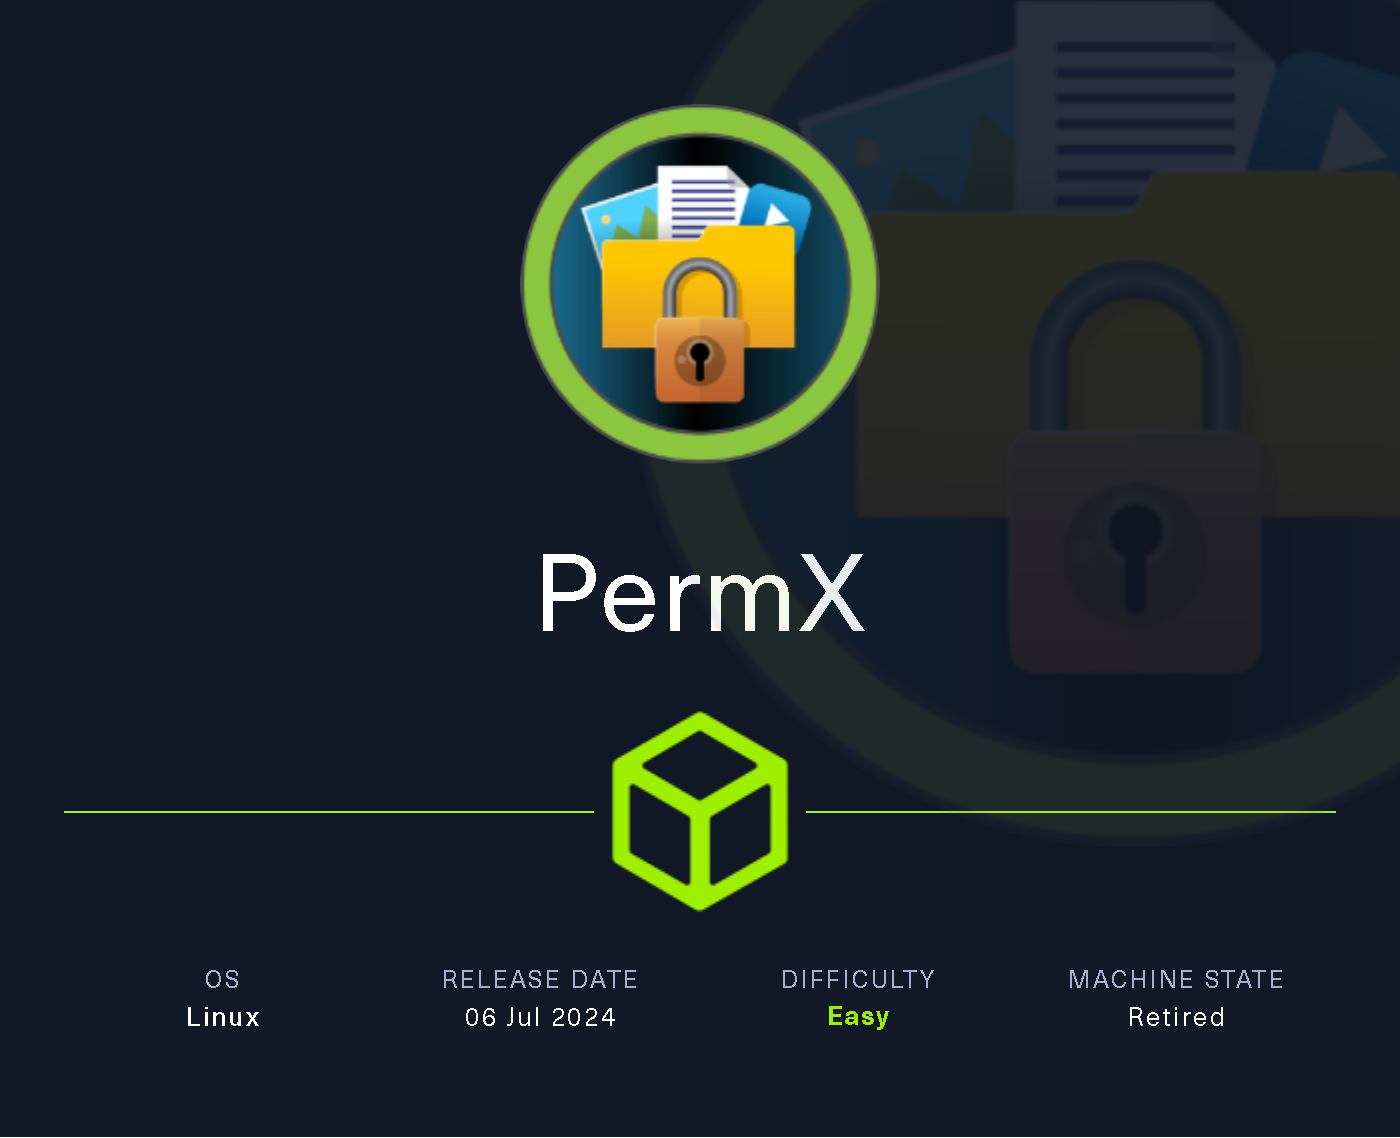 PermX
OS
Linux
RELEASE DATE
06 Jul 2024
DIFFICULTY
Easy
MACHINE STATE
Retired